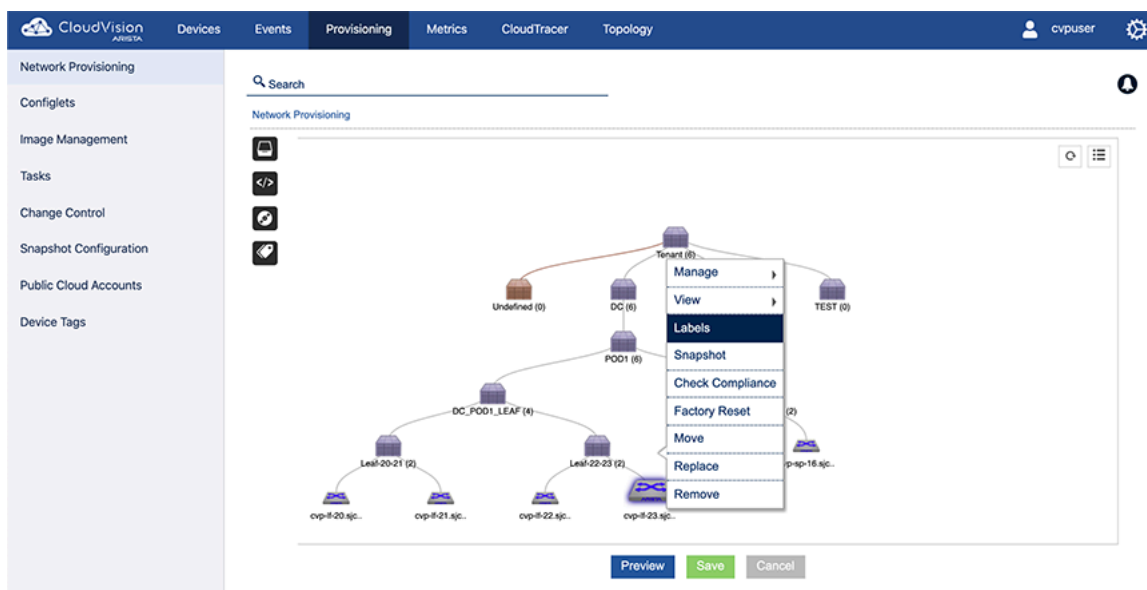 CloudVision
ARISTA
Devices
Events
Provisioning
Metrics
CloudTracer
Topology
cvpuser
Network Provisioning
Configlets
Image Management
Tasks
Change Control
Snapshot Configuration
Public Cloud Accounts
Device Tags
Search
Network Provisioning
</>
Tenant (6)
Undefined (0)
DC (6)
TEST (0)
POD1 (6)
DC_POD1_LEAF (4)
(2)
Leaf-20-21 (2)
Leaf-22-23 (2)
p-sp-16.sjc..
cvp-lf-20.sjc..
cvp-lf-21.sjc..
cvp-lf-22.sjc..
cvp-lf-23.sjc..
Manage
View
Labels
Snapshot
Check Compliance
Factory Reset
Move
Replace
Remove
Preview
Save
Cancel